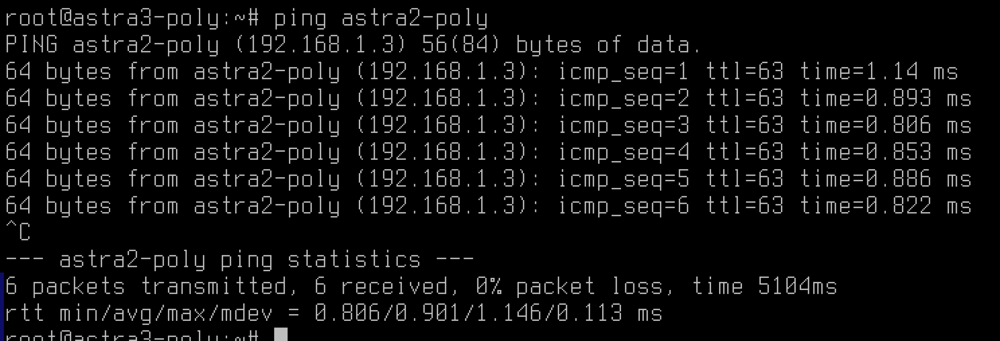 root@astra3-poly:~# ping astra2-poly
PING astra2-poly (192.168.1.3) 56(84) bytes of data.
64 bytes from astra2-poly (192.168.1.3): icmp_seq=1 ttl=63 time=1.14 ms
64 bytes from astra2-poly (192.168.1.3): icmp_seq=2 ttl=63 time=0.893 ms
64 bytes from astra2-poly (192.168.1.3): icmp_seq=3 ttl=63 time=0.806 ms
64 bytes from astra2-poly (192.168.1.3): icmp_seq=4 ttl=63 time=0.853 ms
64 bytes from astra2-poly (192.168.1.3): icmp_seq=5 ttl=63 time=0.886 ms
64 bytes from astra2-poly (192.168.1.3): icmp_seq=6 ttl=63 time=0.822 ms
^C
--- astra2-poly ping statistics ---
6 packets transmitted, 6 received, 0% packet loss, time 5104ms
rtt min/avg/max/mdev = 0.806/0.901/1.146/0.113 ms
root@astra3-poly:~#